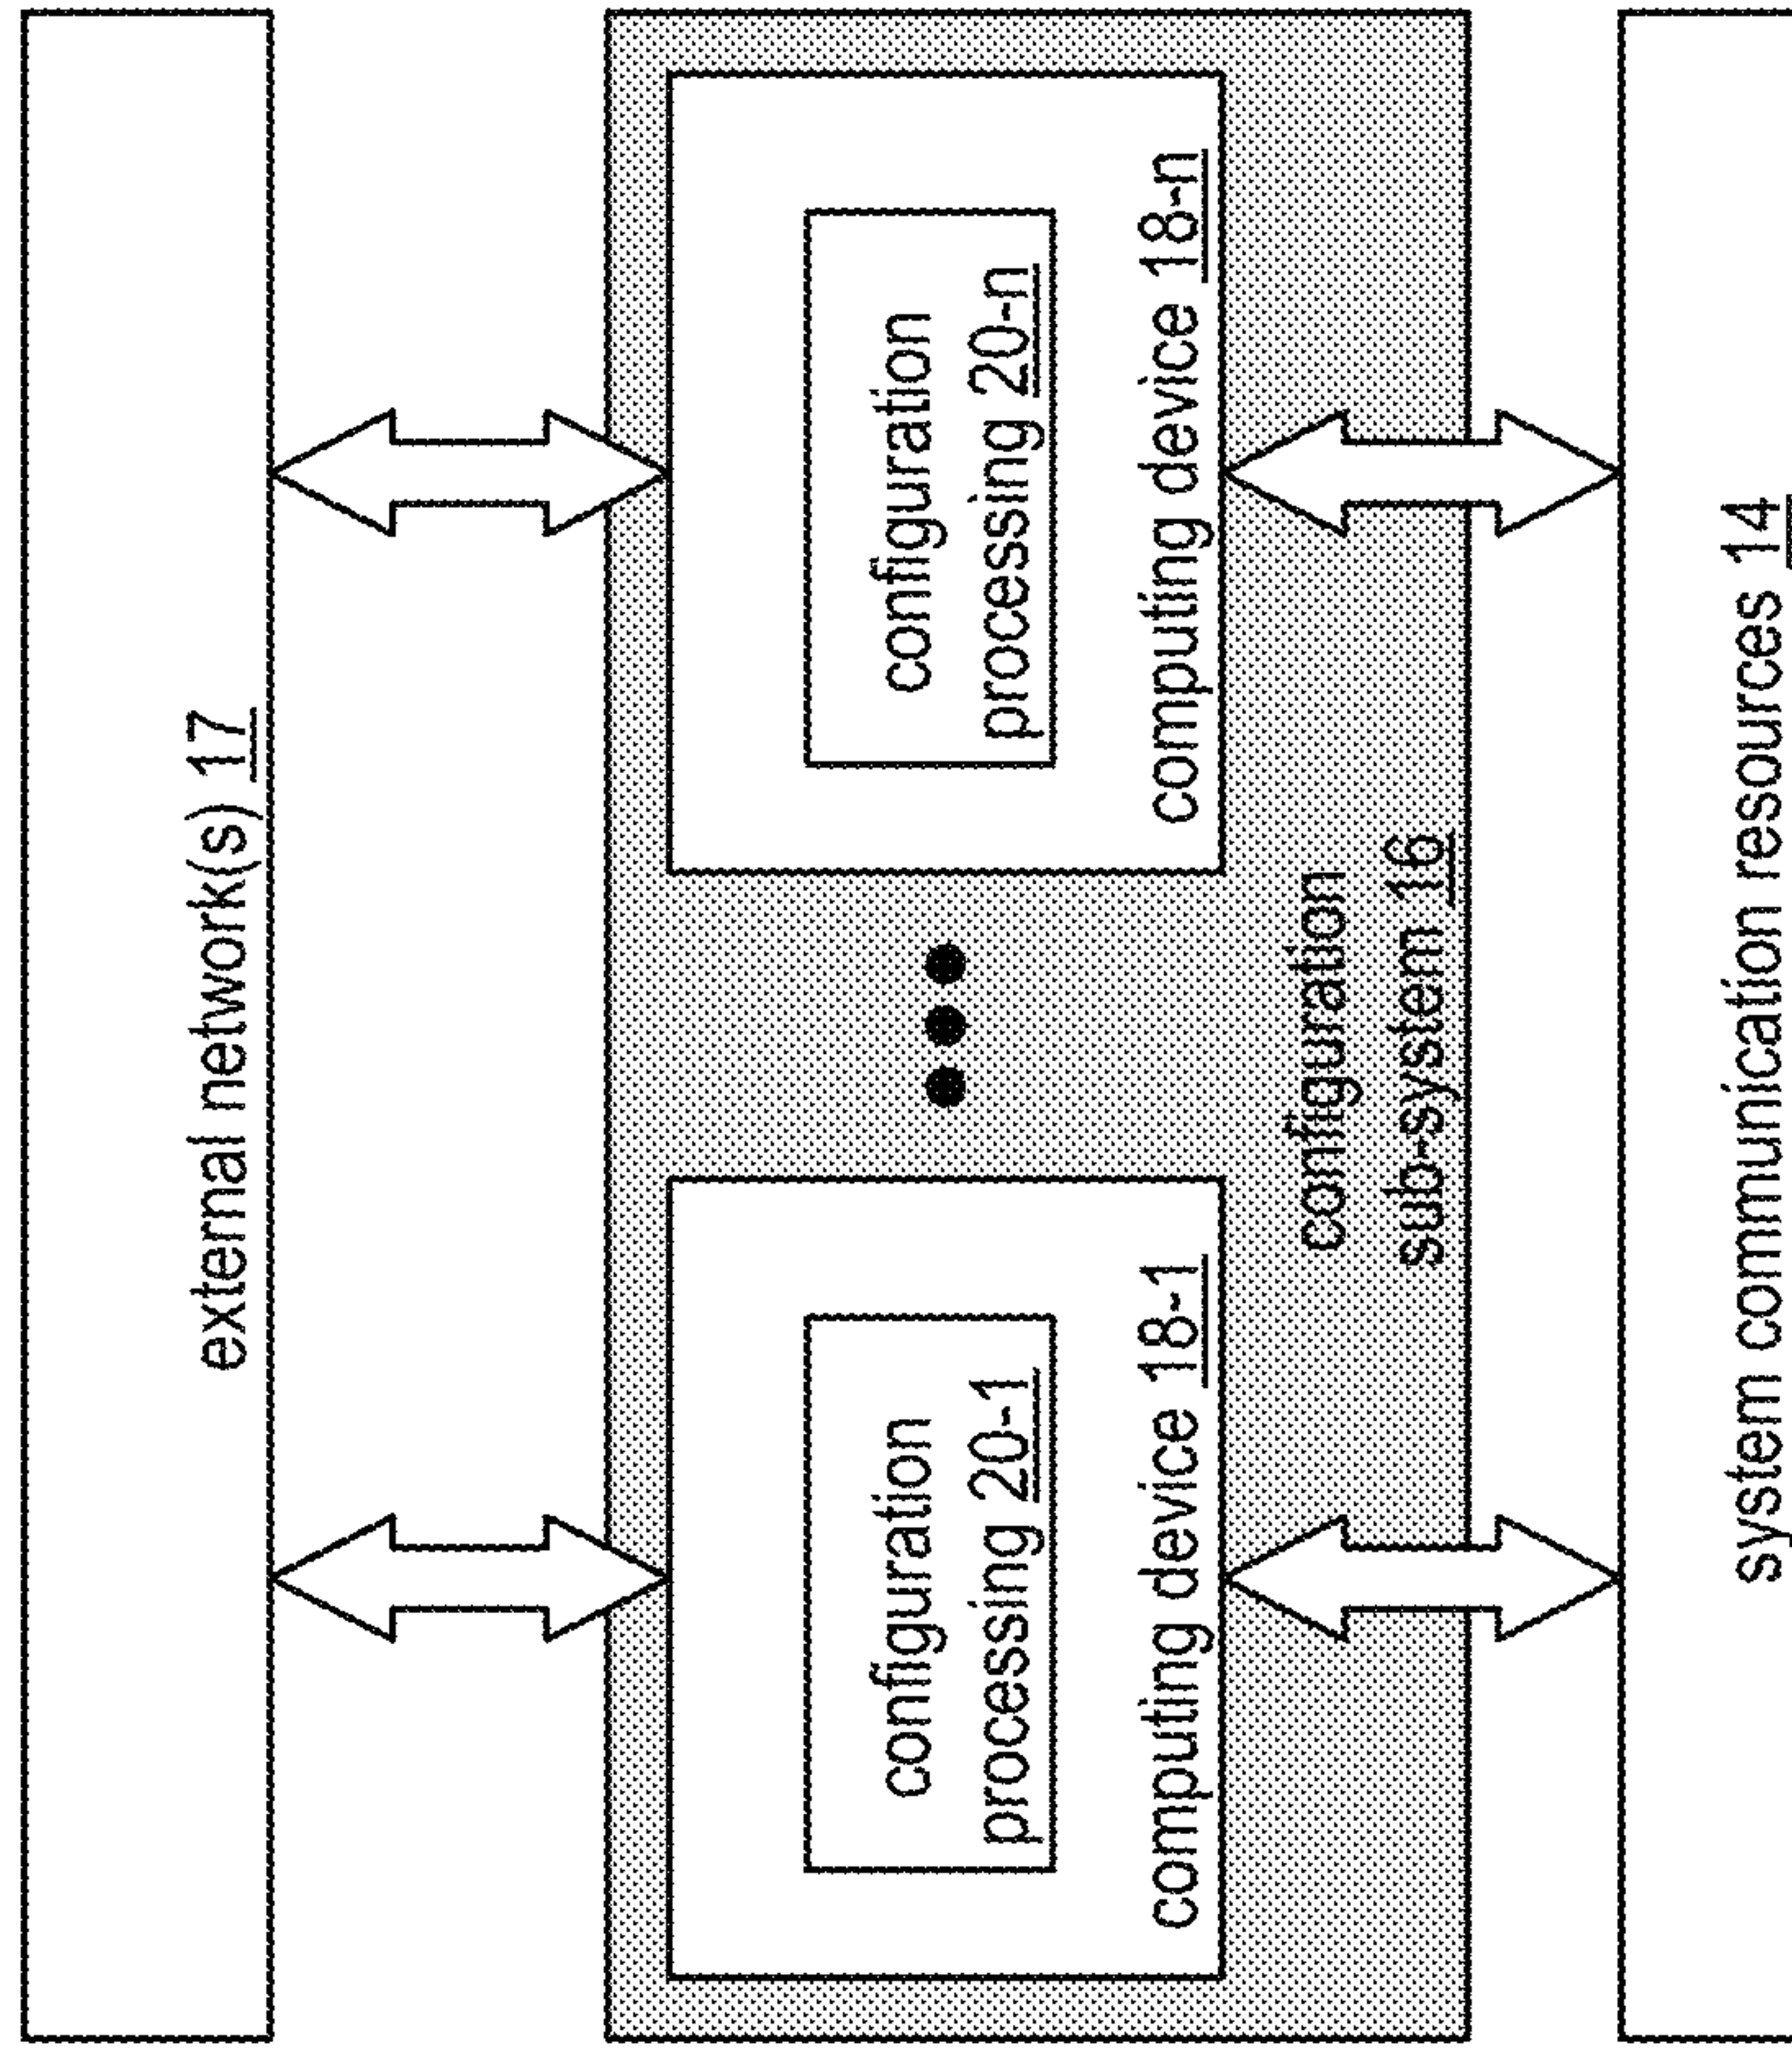 external network(s) 17
configuration
processing 20-1
computing device 18-1
configuration
processing 20-n
computing device 18-n
configuration
sub-system 16
system communication resources 14